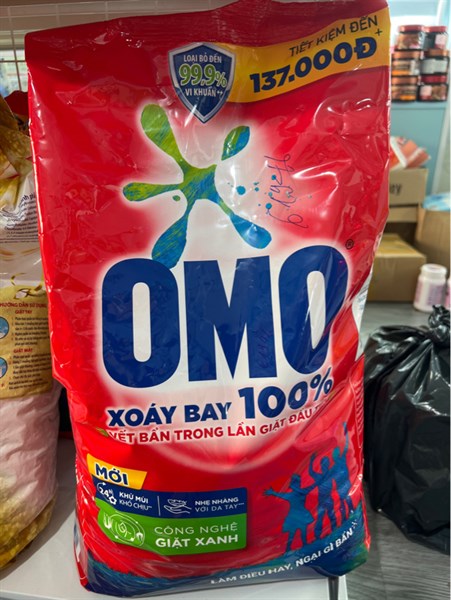 TIẾT KIỆM ĐẾN
137.000Đ+
LOẠI BỎ ĐẾN
99.9%
VI KHUẨN**
OMO®
XOÁY BAY 100%
VẾT BẨN TRONG LẦN GIẶT ĐẦU
MỚI
24H KHỬ MÙI
KHÓ CHỊU
NHẸ NHÀNG
VỚI DA TAY
CÔNG NGHỆ
GIẶT XANH
LÀM ĐIỀU HAY, NGẠI GÌ BẨN